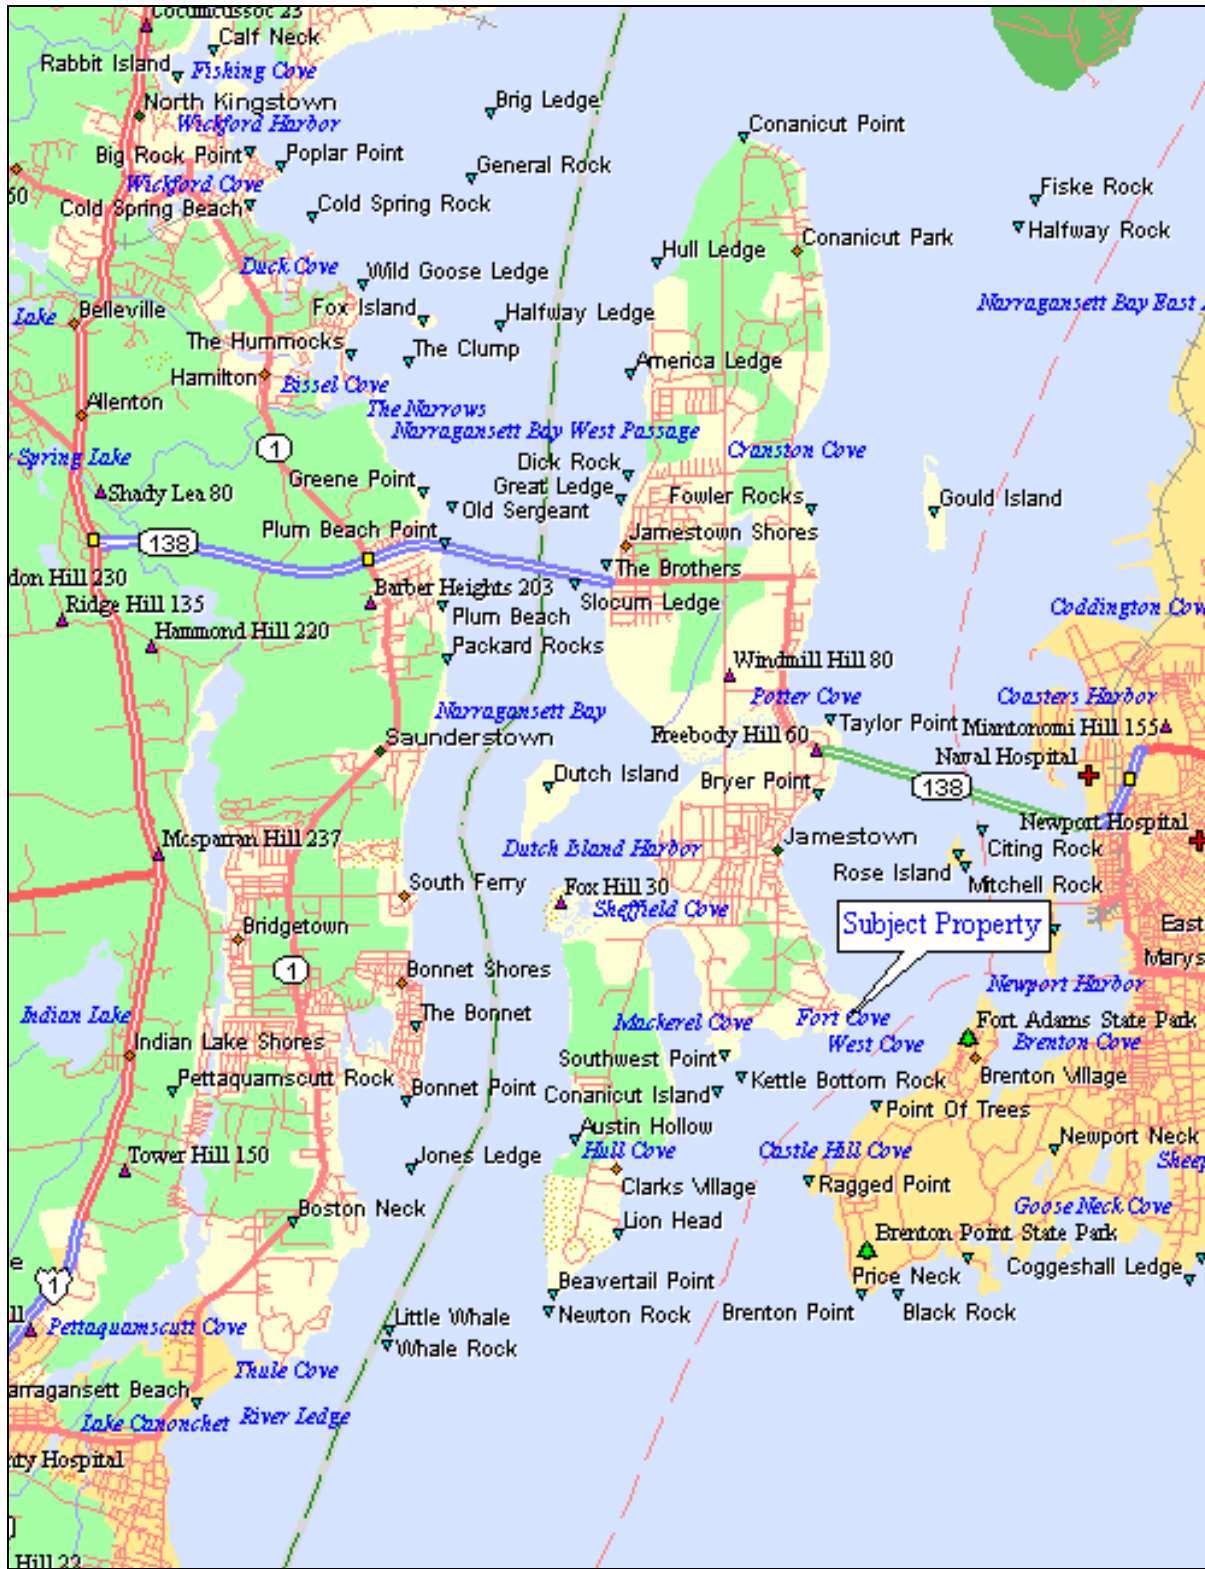 Cocumcussoc 23
Calf Neck
Rabbit Island
Fishing Cove
Brig Ledge
North Kingstown
Wickford Harbor
Conanicut Point
Big Rock Point
Poplar Point
General Rock
Wickford Cove
Fiske Rock
Cold Spring Beach
Cold Spring Rock
Halfway Rock
Hull Ledge
Conanicut Park
Duck Cove
Wild Goose Ledge
Narragansett Bay East
Lake
Belleville
Fox Island
Halfway Ledge
The Hummocks
The Clump
America Ledge
Hamilton
Bissel Cove
Allenton
The Narrows
Narragansett Bay West Passage
1
Cranston Cove
Spring Lake
Dick Rock
Shady Lea 80
Greene Point
Great Ledge
Fowler Rocks
Gould Island
Old Sergeant
Plum Beach Point
Jamestown Shores
138
The Brothers
don Hill 230
Barber Heights 203
Slocum Ledge
Ridge Hill 135
Plum Beach
Coddington Cov
Hammond Hill 220
Packard Rocks
Windmill Hill 80
Narragansett Bay
Potter Cove
Coasters Harbor
Taylor Point
Miantonomi Hill 155
Saunderstown
Freebody Hill 60
Naval Hospital
Dutch Island
Bryer Point
138
Newport Hospital
Mcsparran Hill 237
Dutch Island Harbor
Jamestown
Citing Rock
Rose Island
Mitchell Rock
South Ferry
Fox Hill 30
Sheffield Cove
Subject Property
East
Bridgetown
Marys
1
Bonnet Shores
Newport Harbor
Indian Lake
The Bonnet
Mackerel Cove
Fort Cove
Fort Adams State Park
Indian Lake Shores
Southwest Point
West Cove
Brenton Cove
Pettaquamscutt Rock
Bonnet Point
Conanicut Island
Kettle Bottom Rock
Brenton Village
Point Of Trees
Austin Hollow
Tower Hill 150
Jones Ledge
Hull Cove
Castle Hill Cove
Newport Neck
Sheep
Clarks Village
Ragged Point
Boston Neck
Lion Head
Goose Neck Cove
Brenton Point State Park
1
Beavertail Point
Price Neck
Coggeshall Ledge
Pettaquamscutt Cove
Little Whale
Newton Rock
Brenton Point
Black Rock
Whale Rock
Thule Cove
arragansett Beach
Lake Canonchet
River Ledge
nty Hospital
Hill 22